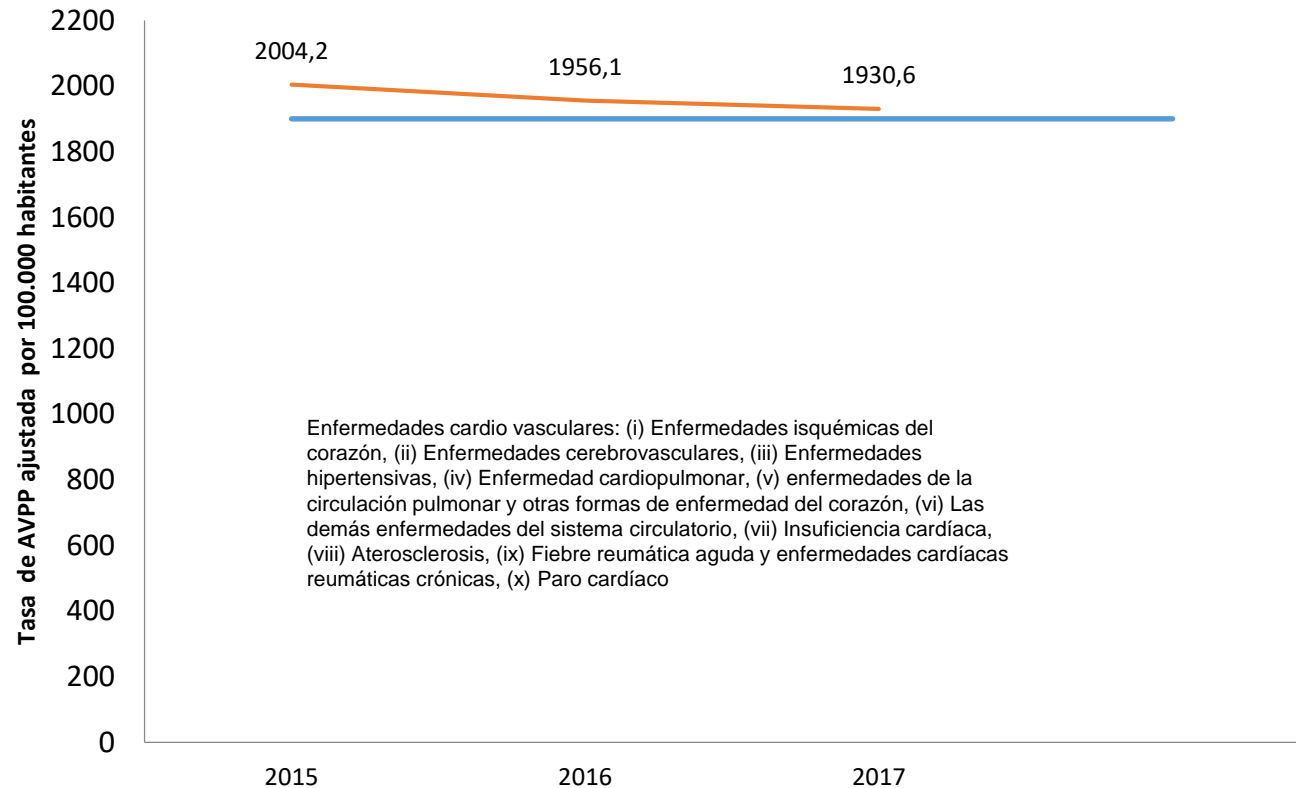 Tasa de AVPP ajustada por 100.000 habitantes
2200
2000
1800
1600
1400
1200
1000
800
600
400
200
0
2004,2
1956,1
1930,6
Enfermedades cardio vasculares: (i) Enfermedades isquémicas del
corazón, (ii) Enfermedades cerebrovasculares, (iii) Enfermedades
hipertensivas, (iv) Enfermedad cardiopulmonar, (v) enfermedades de la
circulación pulmonar y otras formas de enfermedad del corazón, (vi) Las
demás enfermedades del sistema circulatorio, (vii) Insuficiencia cardíaca,
(viii) Aterosclerosis, (ix) Fiebre reumática aguda y enfermedades cardíacas
reumáticas crónicas, (x) Paro cardíaco
2015
2016
2017